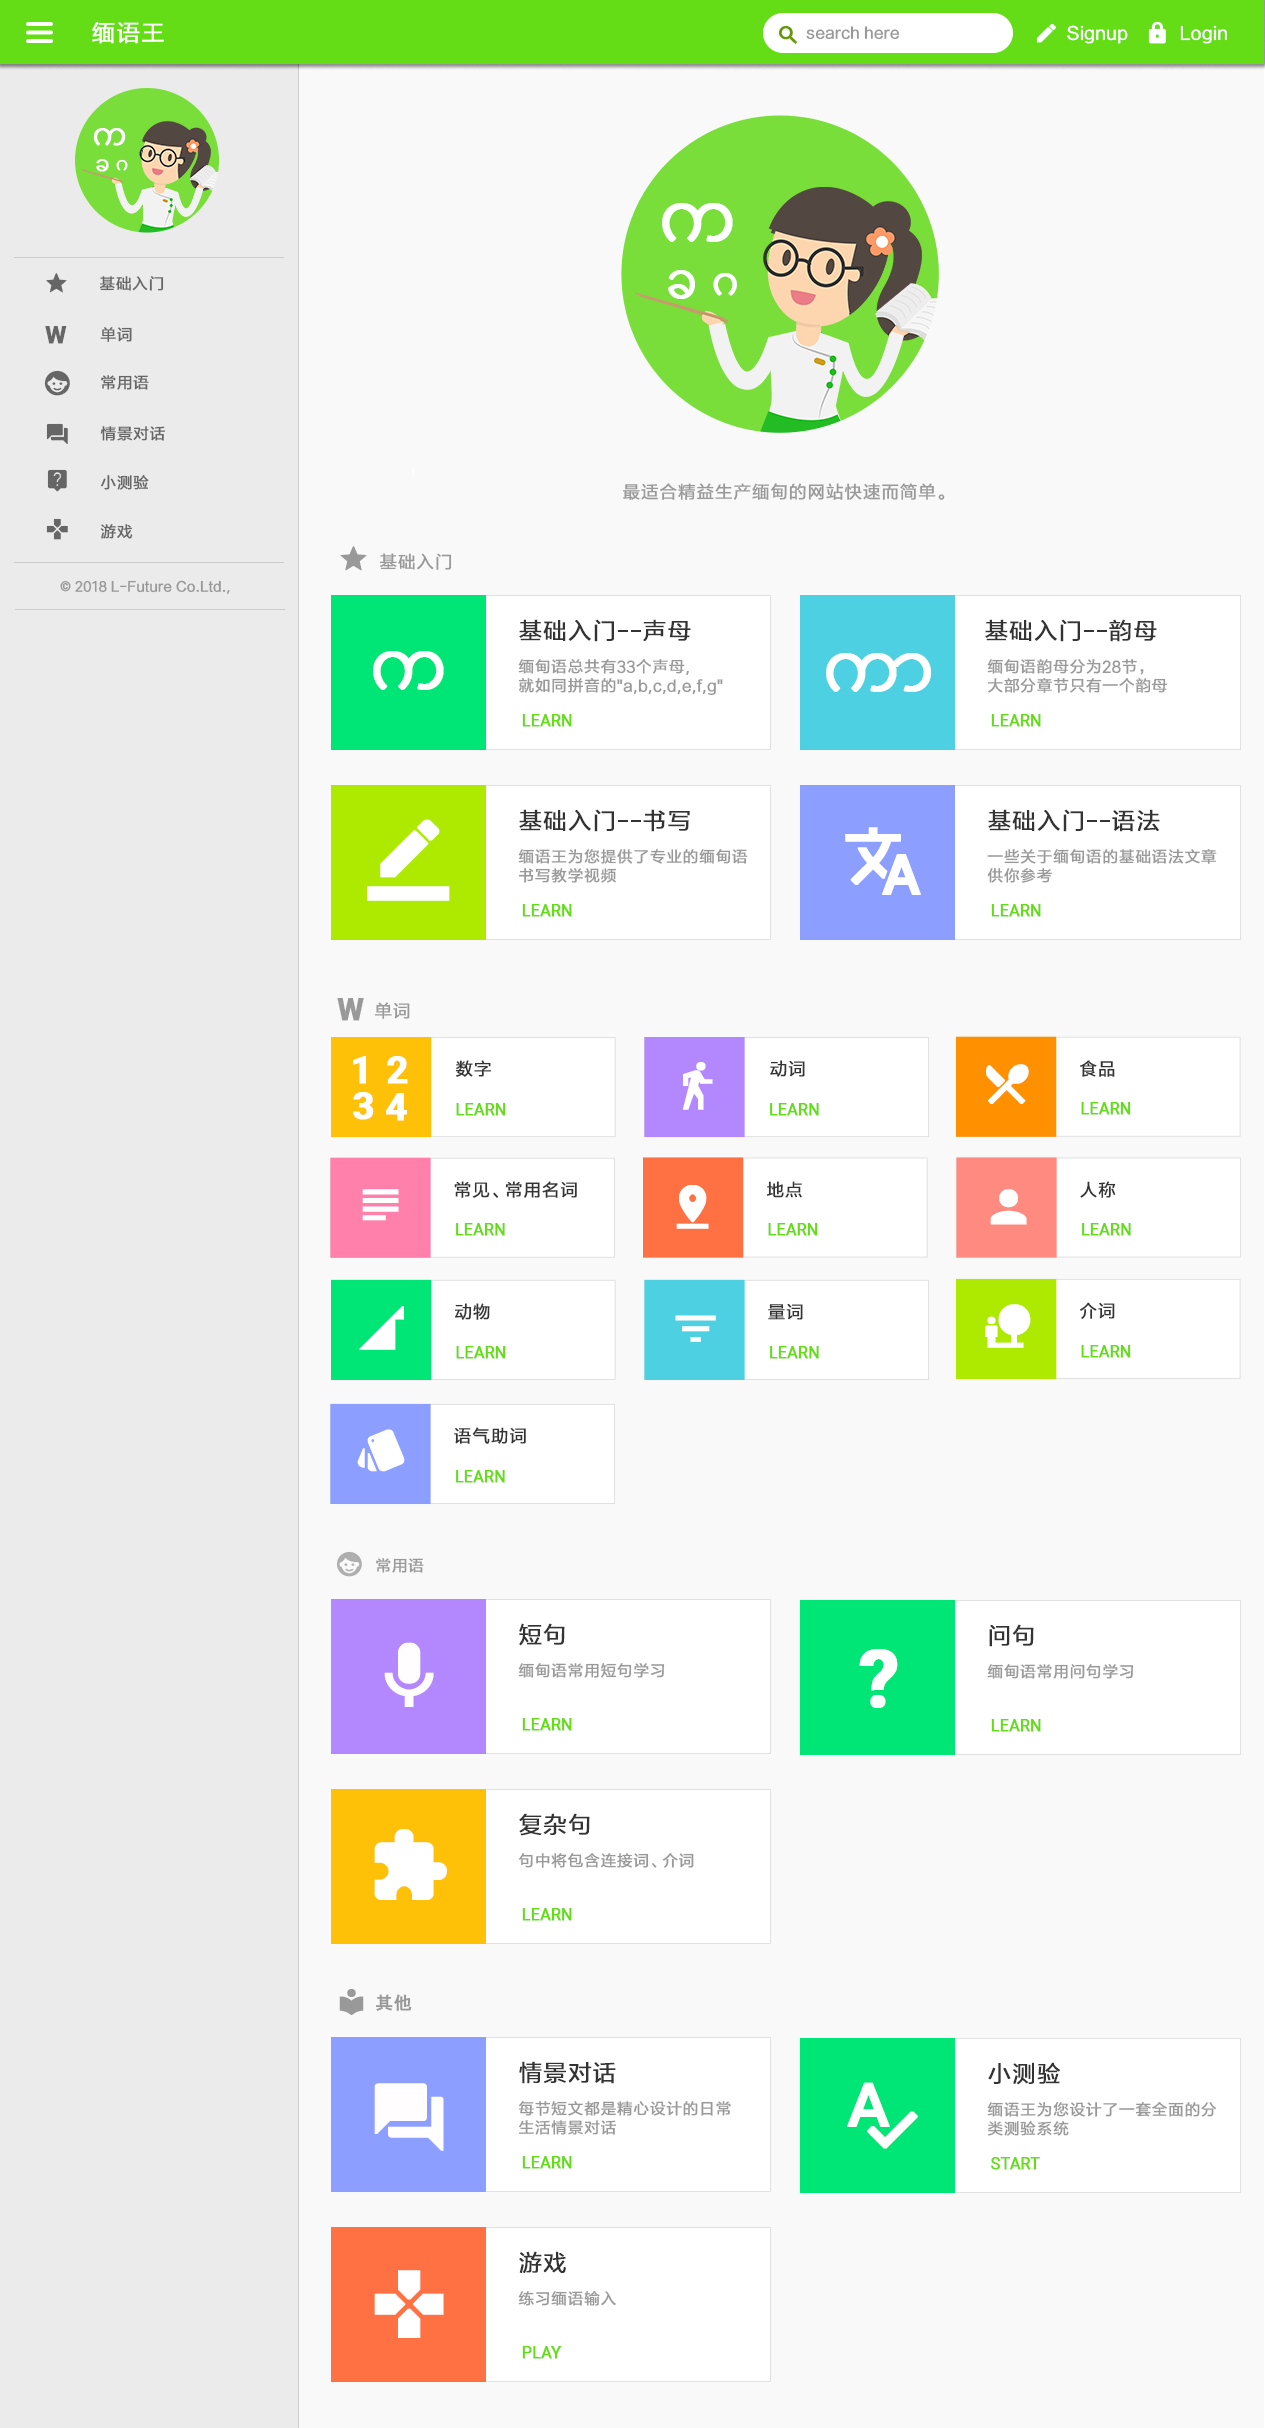 缅语王
search here
Signup
Login
က
ခ ဂ
基础入门
单词
常用语
情景对话
小测验
游戏
© 2018 L-Future Co.Ltd.,
က
ခ ဂ
最适合精益生产缅甸的网站快速而简单。
基础入门
က
基础入门--声母
缅甸语总共有33个声母,
就如同拼音的"a,b,c,d,e,f,g"
LEARN
ကာ
基础入门--韵母
缅甸语韵母分为28节，
大部分章节只有一个韵母
LEARN
基础入门--书写
缅语王为您提供了专业的缅甸语
书写教学视频
LEARN
文A
基础入门--语法
一些关于缅甸语的基础语法文章
供你参考
LEARN
W 单词
1 2
3 4
数字
LEARN
动词
LEARN
食品
LEARN
常见、常用名词
LEARN
地点
LEARN
人称
LEARN
动物
LEARN
量词
LEARN
介词
LEARN
语气助词
LEARN
常用语
短句
缅甸语常用短句学习
LEARN
?
问句
缅甸语常用问句学习
LEARN
复杂句
句中将包含连接词、介词
LEARN
其他
情景对话
每节短文都是精心设计的日常
生活情景对话
LEARN
A
小测验
缅语王为您设计了一套全面的分
类测验系统
START
游戏
练习缅语输入
PLAY